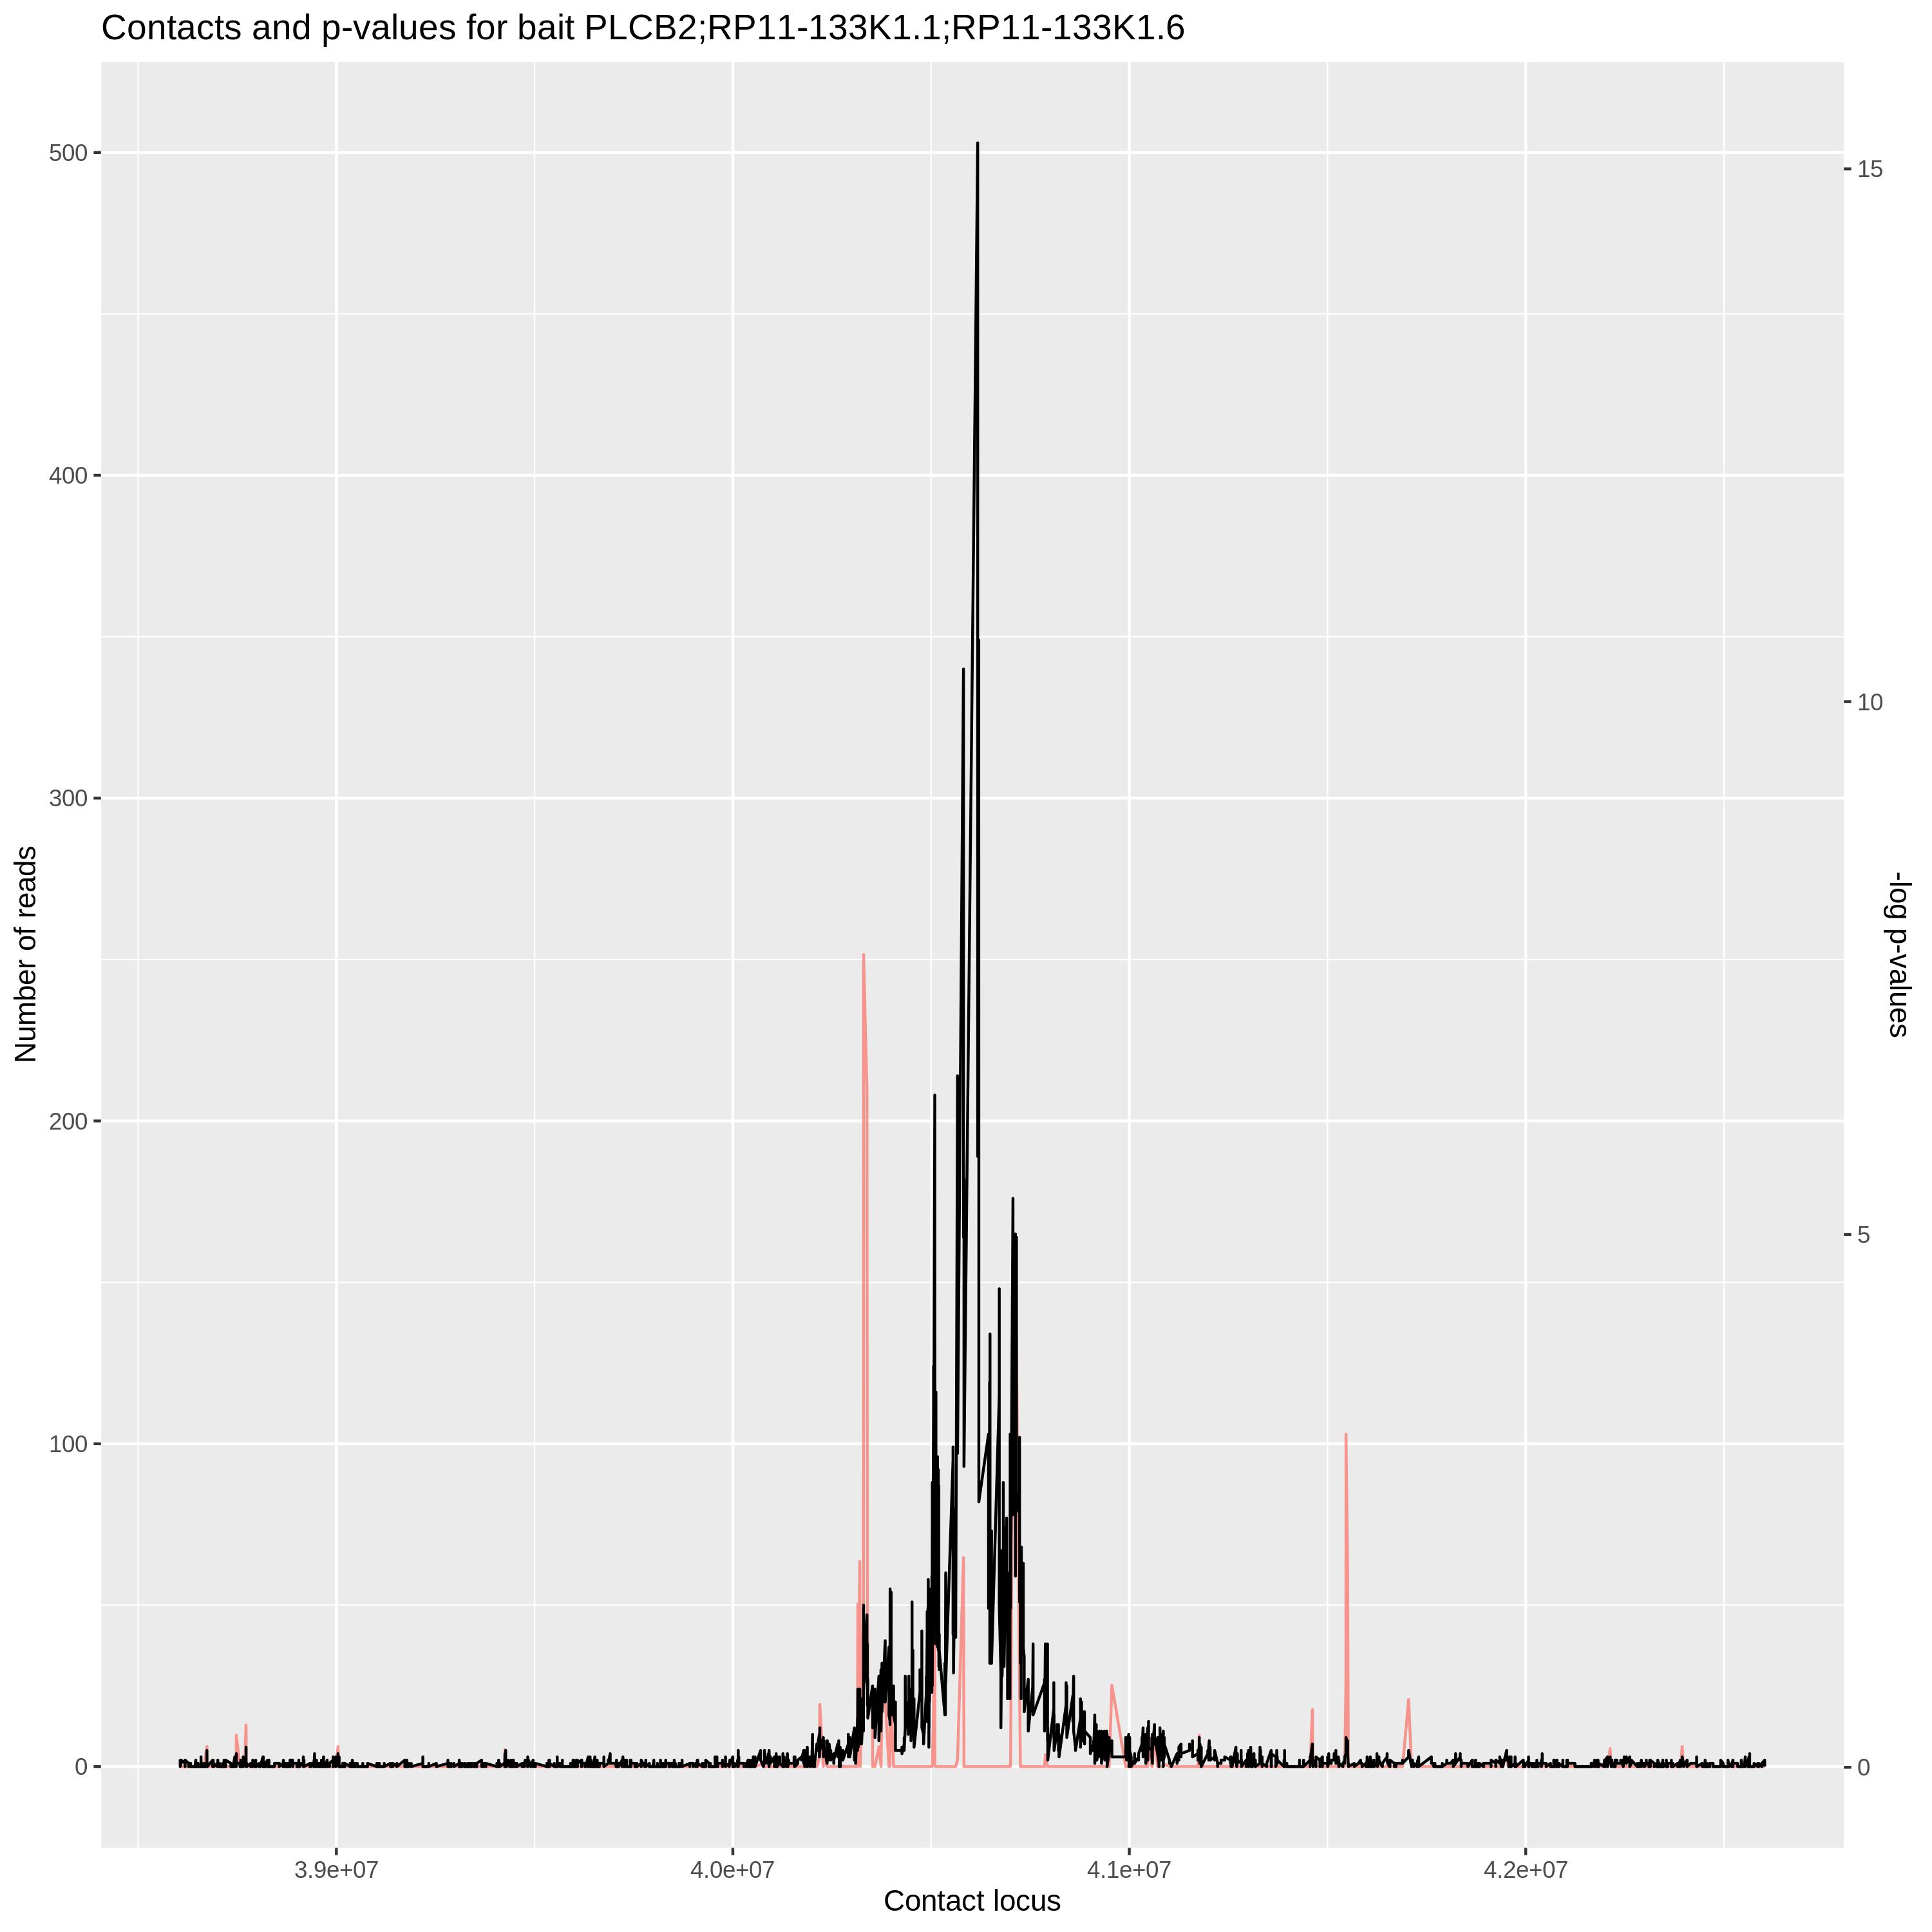 Contacts and p-values for bait PLCB2;RP11-133K1.1;RP11-133K1.6
500
400
300
200
100
0
Number of reads
15
10
5
0
-log p-values
3.9e+07
4.0e+07
4.1e+07
4.2e+07
Contact locus